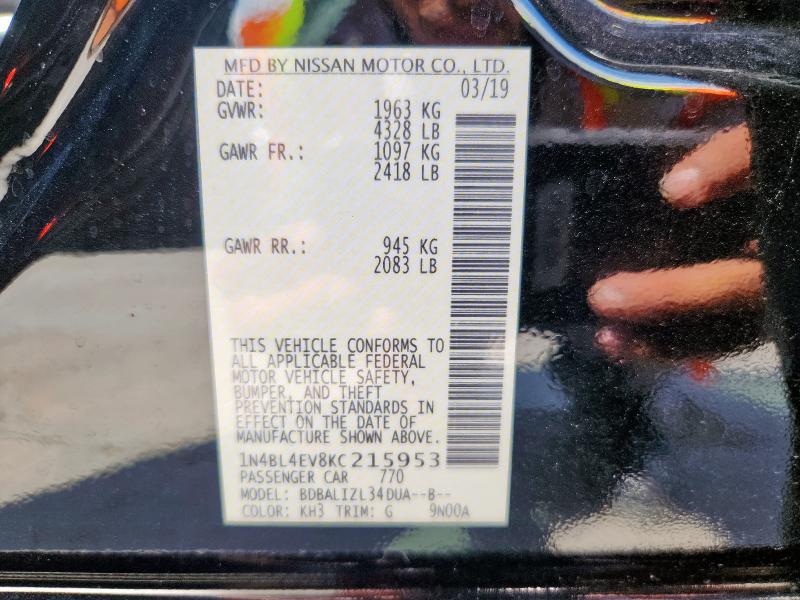 MFD BY NISSAN MOTOR CO., LTD.
DATE: 03/19
GVWR: 1963 KG
4328 LB
GAWR FR.: 1097 KG
2418 LB
GAWR RR.: 945 KG
2083 LB
THIS VEHICLE CONFORMS TO
ALL APPLICABLE FEDERAL
MOTOR VEHICLE SAFETY,
BUMPER, AND THEFT
PREVENTION STANDARDS IN
EFFECT ON THE DATE OF
MANUFACTURE SHOWN ABOVE.
1N4BL4EV8KC215953
PASSENGER CAR 770
MODEL: BDBALIZL34DUA--B--
COLOR: KH3 TRIM: G 9N00A